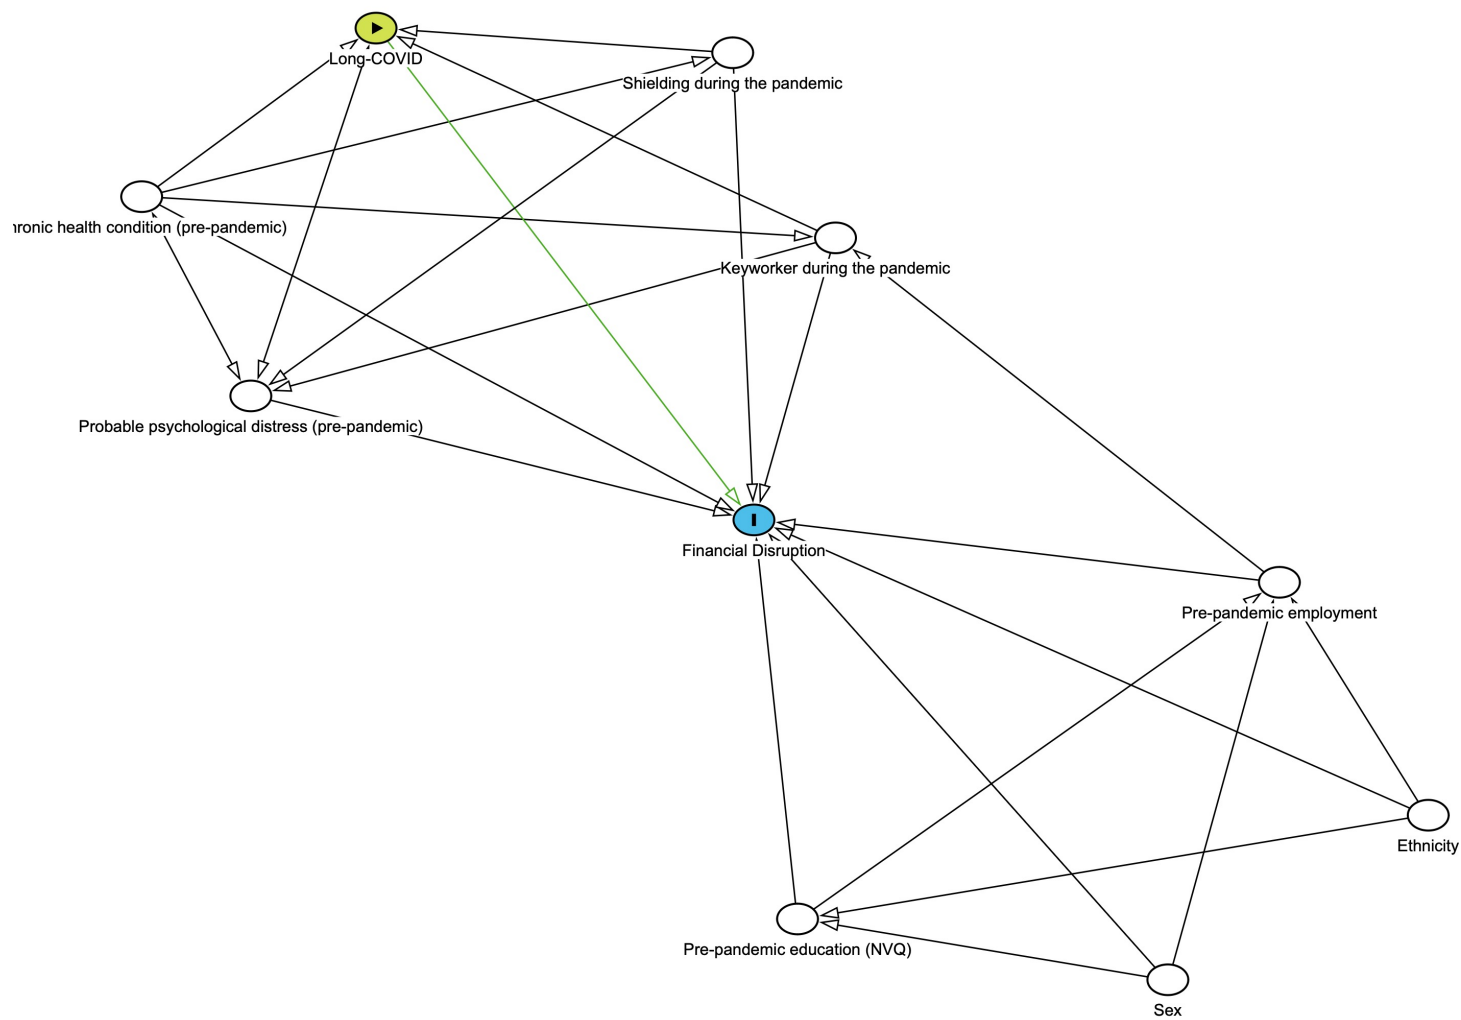 Long-COVID
Shielding during the pandemic
hronic health condition (pre-pandemic)
Keyworker during the pandemic
Probable psychological distress (pre-pandemic)
Financial Disruption
Pre-pandemic employment
Ethnicity
Pre-pandemic education (NVQ)
Sex